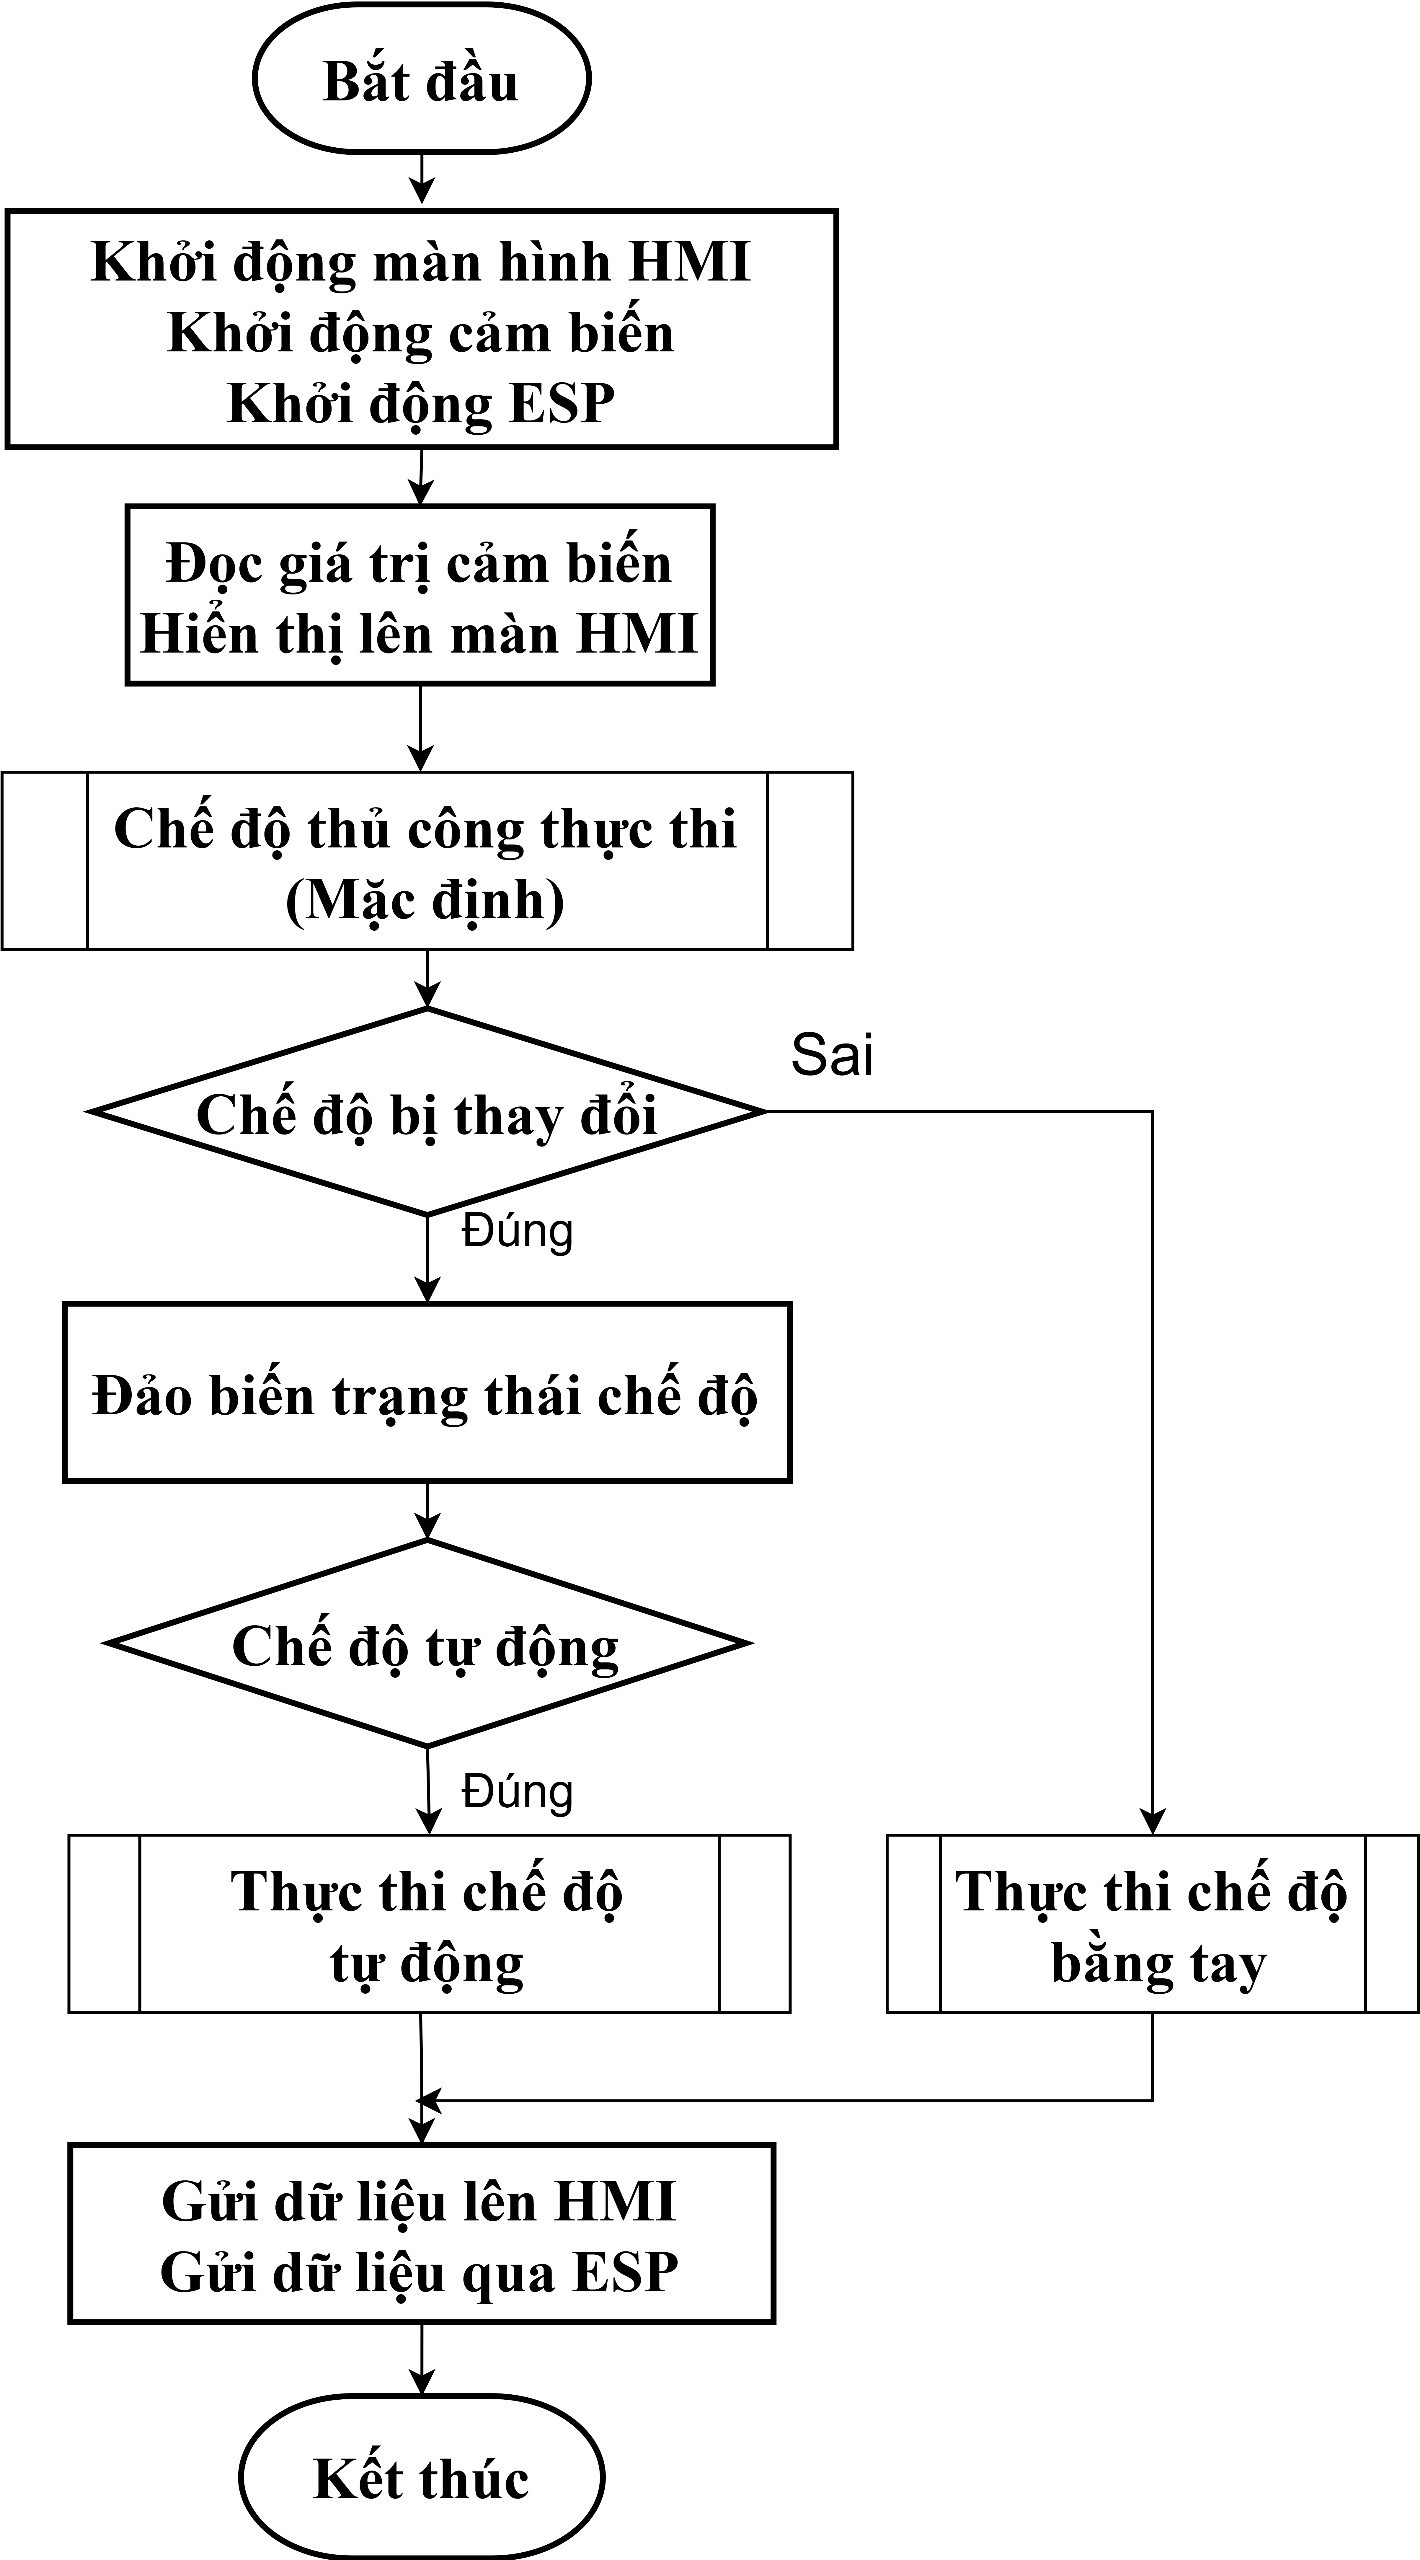 Bắt đầu
Khởi động màn hình HMI
Khởi động cảm biến
Khởi động ESP
Đọc giá trị cảm biến
Hiển thị lên màn HMI
Chế độ thủ công thực thi
(Mặc định)
Chế độ bị thay đổi
Sai
Đúng
Đảo biến trạng thái chế độ
Chế độ tự động
Đúng
Thực thi chế độ
tự động
Thực thi chế độ
bằng tay
Gửi dữ liệu lên HMI
Gửi dữ liệu qua ESP
Kết thúc